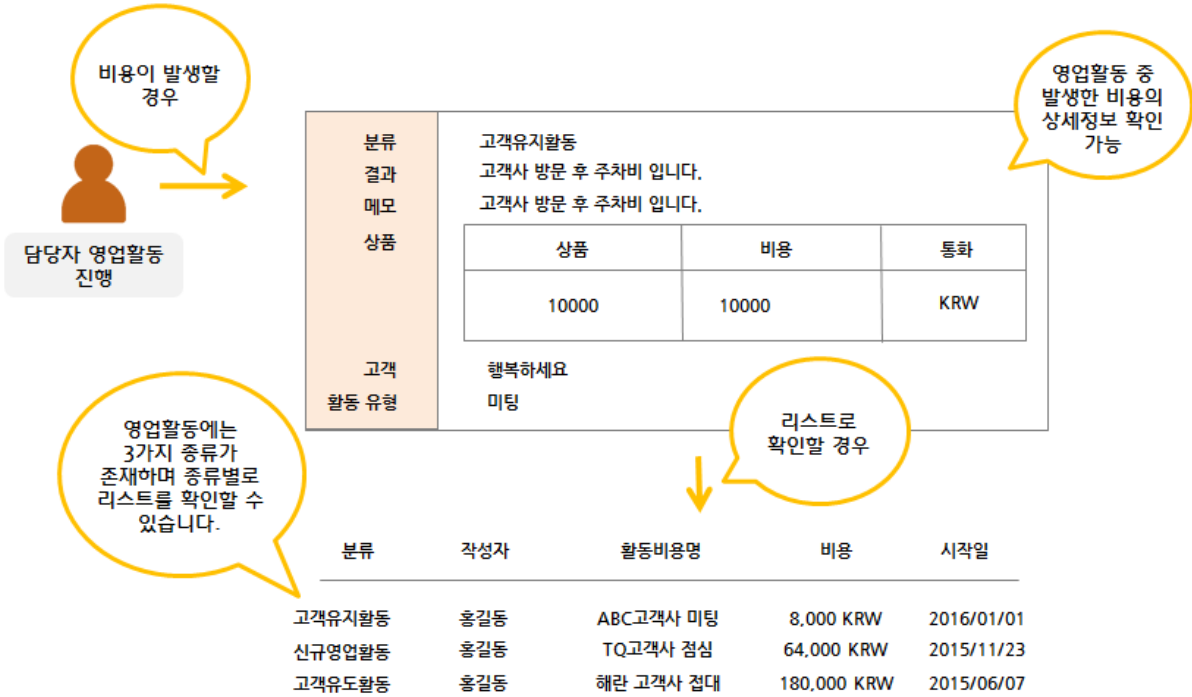 비용이 발생할
경우
영업활동 중
발생한 비용의
상세정보 확인
가능
담당자 영업활동
진행
분류 고객유지활동
결과 고객사 방문 후 주차비 입니다.
메모 고객사 방문 후 주차비 입니다.
상품
상품 비용 통화
10000 10000 KRW
고객 행복하세요
활동 유형 미팅
리스트로
확인할 경우
영업활동에는
3가지 종류가
존재하며 종류별로
리스트를 확인할 수
있습니다.
분류 작성자 활동비용명 비용 시작일
고객유지활동 홍길동 ABC고객사 미팅 8,000 KRW 2016/01/01
신규영업활동 홍길동 TQ고객사 점심 64,000 KRW 2015/11/23
고객유도활동 홍길동 해란 고객사 접대 180,000 KRW 2015/06/07